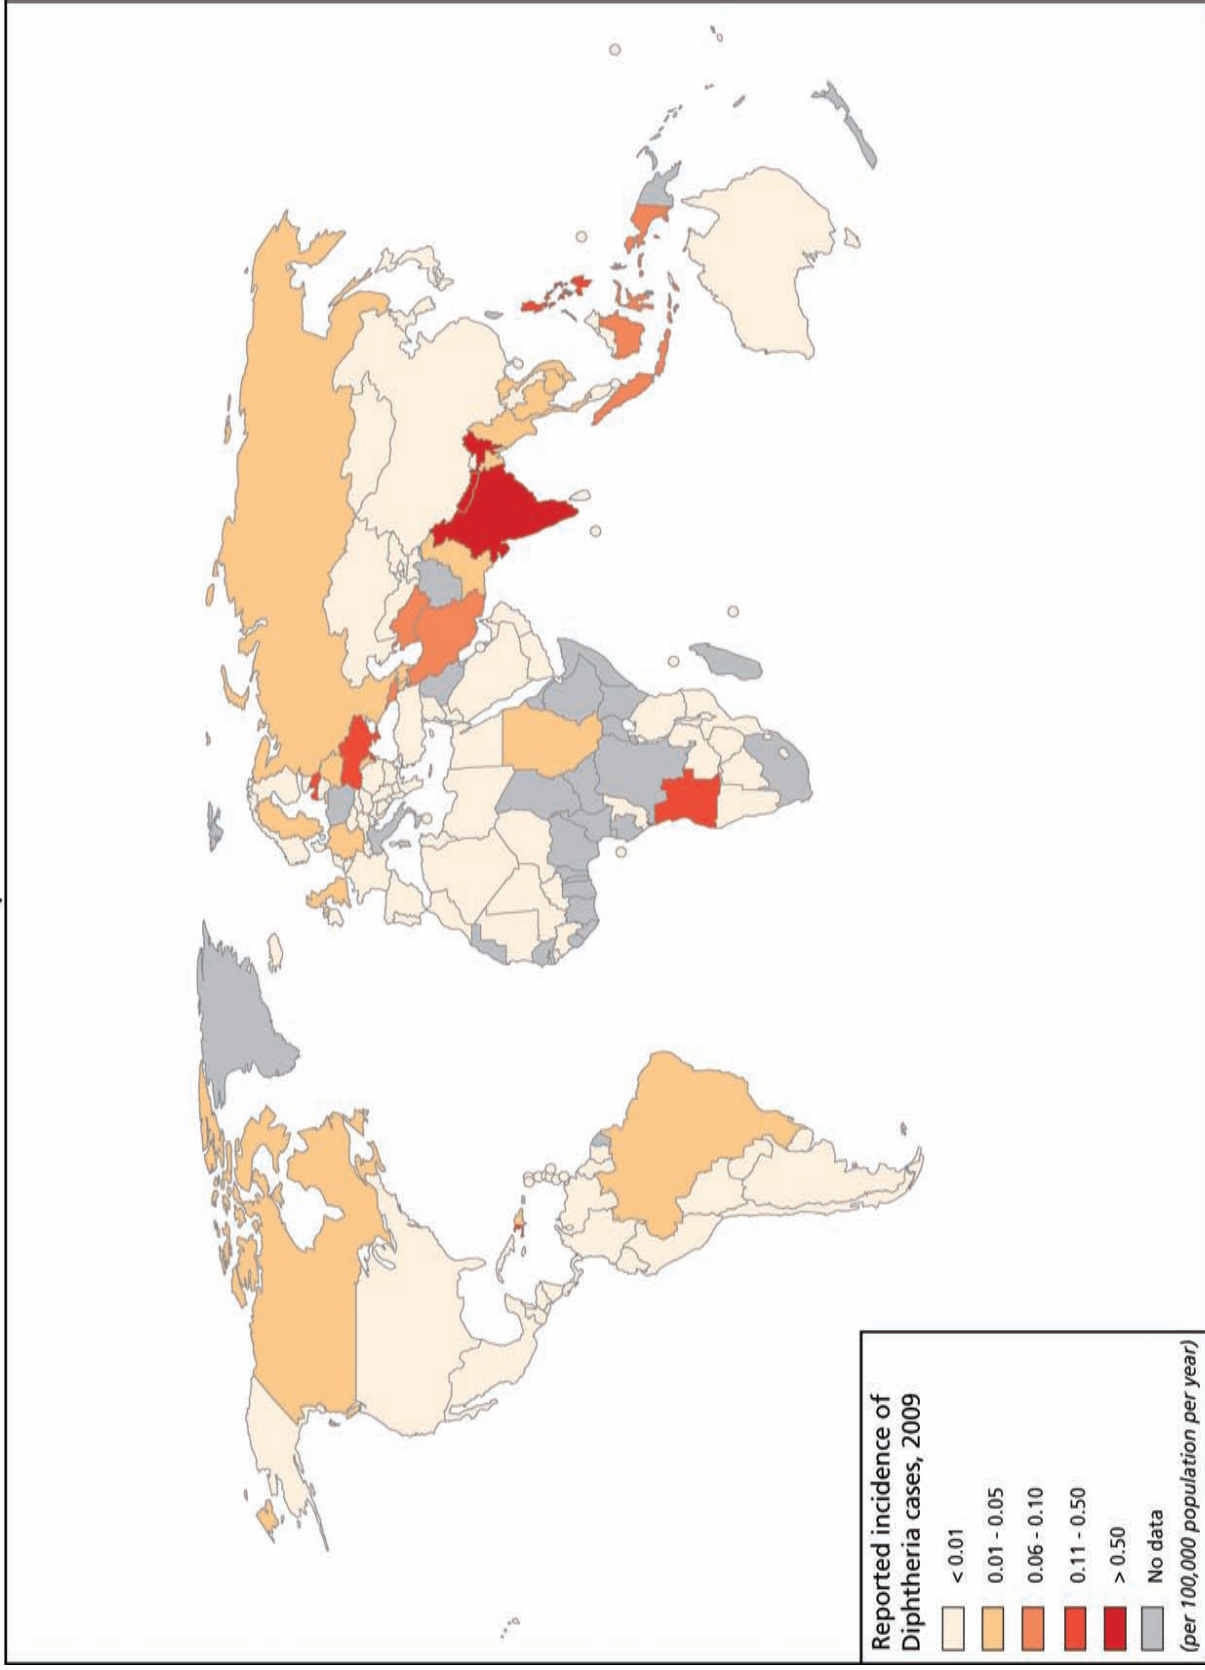 Reported incidence of
Diphtheria cases, 2009
< 0.01
0.01 - 0.05
0.06 - 0.10
0.11 - 0.50
> 0.50
No data
(per 100,000 population per year)